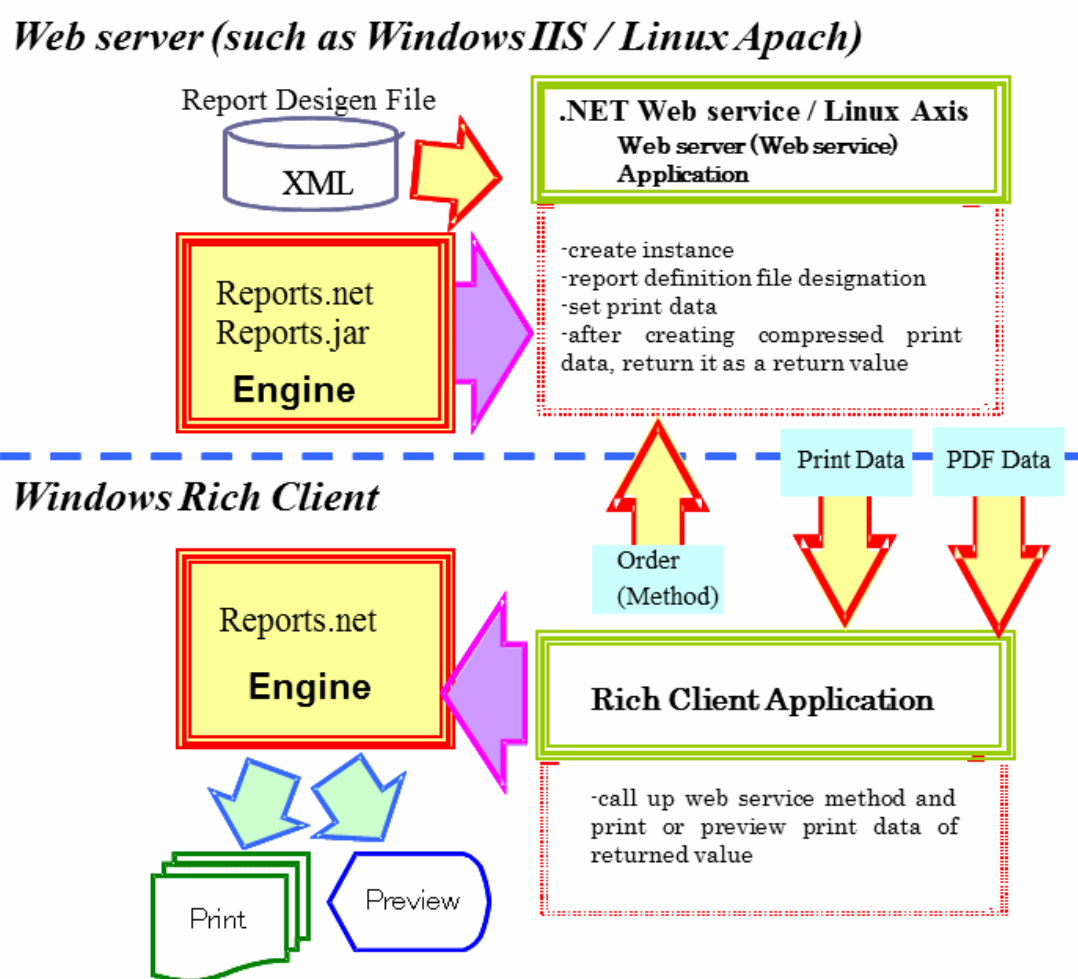 Web server (such as Windows IIS / Linux Apach)
Report Desigen File
XML
.NET Web service / Linux Axis
Web server (Web service)
Application
Reports.net
Reports.jar
Engine
-create instance
-report definition file designation
-set print data
-after creating compressed print
data, return it as a return value
Print Data
PDF Data
Windows Rich Client
Order
(Method)
Reports.net
Engine
Rich Client Application
-call up web service method and
print or preview print data of
returned value
Print
Preview